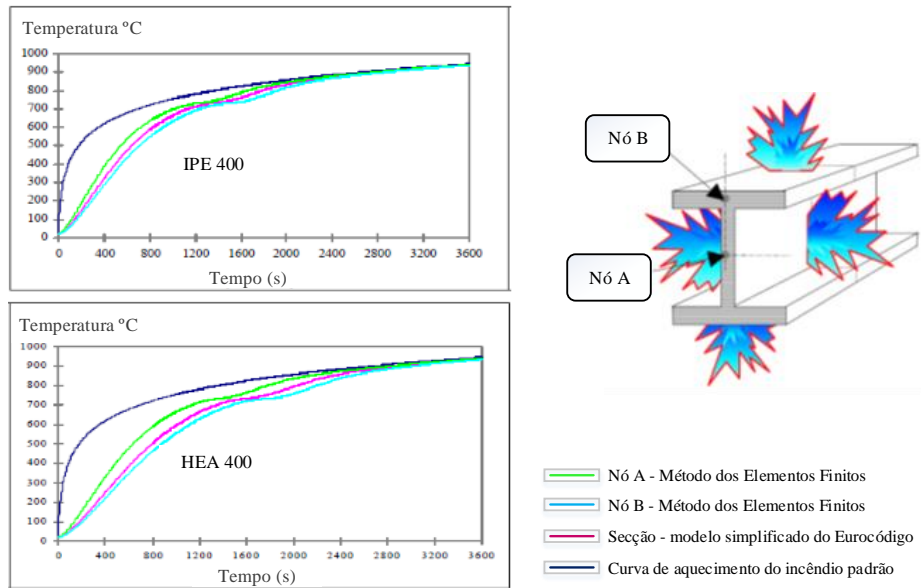 Temperatura ºC
1000
900
800
700
600
500
400
300
200
100
0
0 400 800 1200 1600 2000 2400 2800 3200 3600
IPE 400
Tempo (s)
Temperatura ºC
1000
900
800
700
600
500
400
300
200
100
0
0 400 800 1200 1600 2000 2400 2800 3200 3600
HEA 400
Tempo (s)
Nó B
Nó A
Nó A - Método dos Elementos Finitos
Nó B - Método dos Elementos Finitos
Secção - modelo simplificado do Eurocódigo
Curva de aquecimento do incêndio padrão